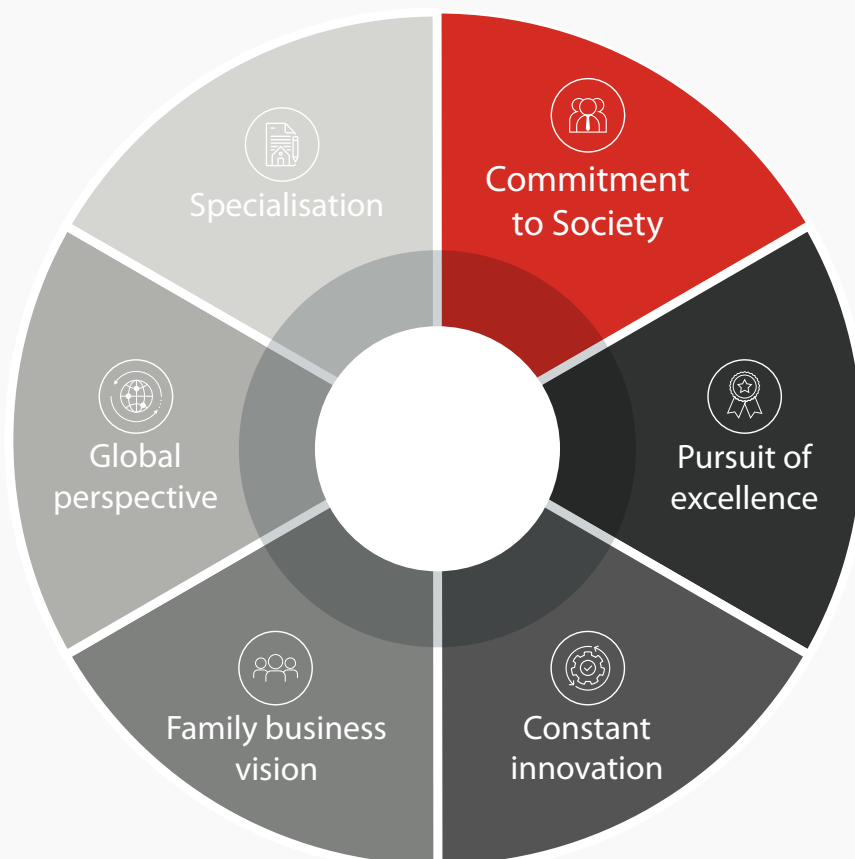 Specialisation
Commitment
to Society
Global
perspective
Pursuit of
excellence
Family business
vision
Constant
innovation